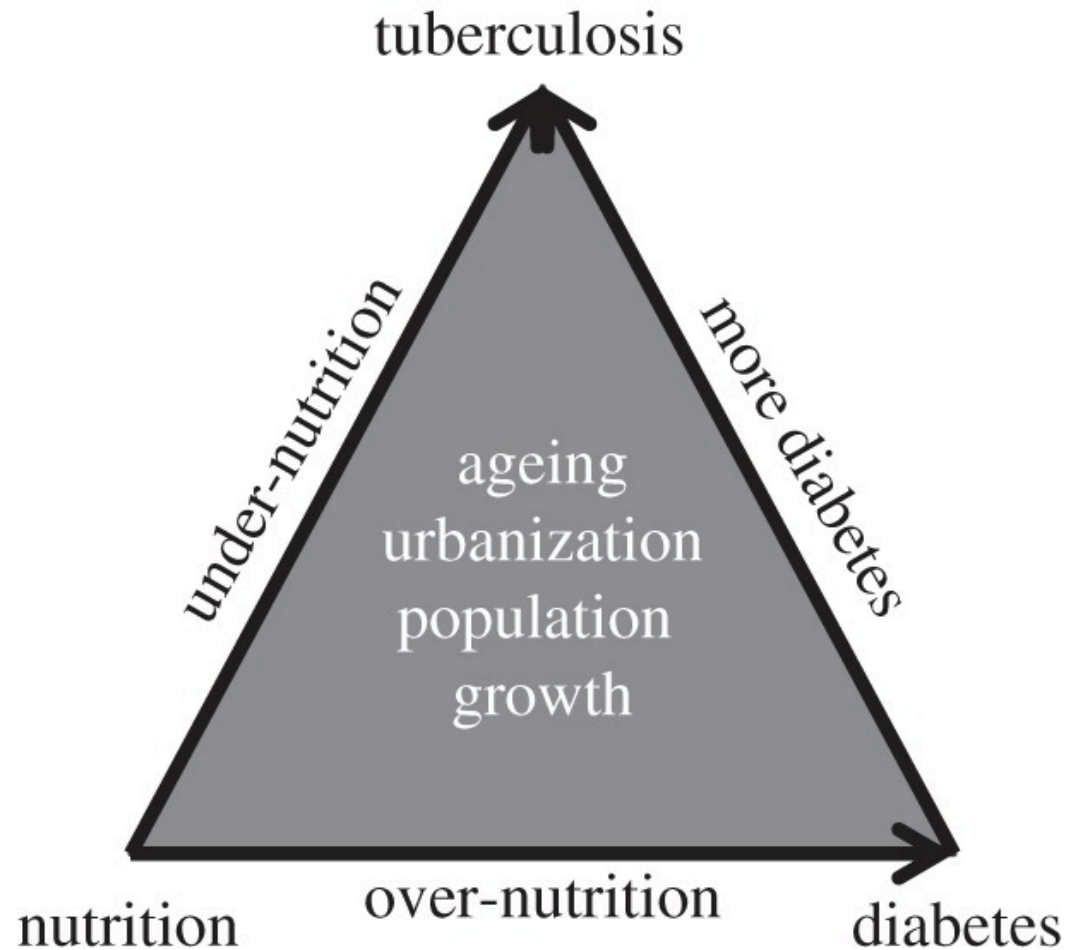 tuberculosis
under-nutrition
more diabetes
ageing
urbanization
population
growth
over-nutrition
nutrition
diabetes